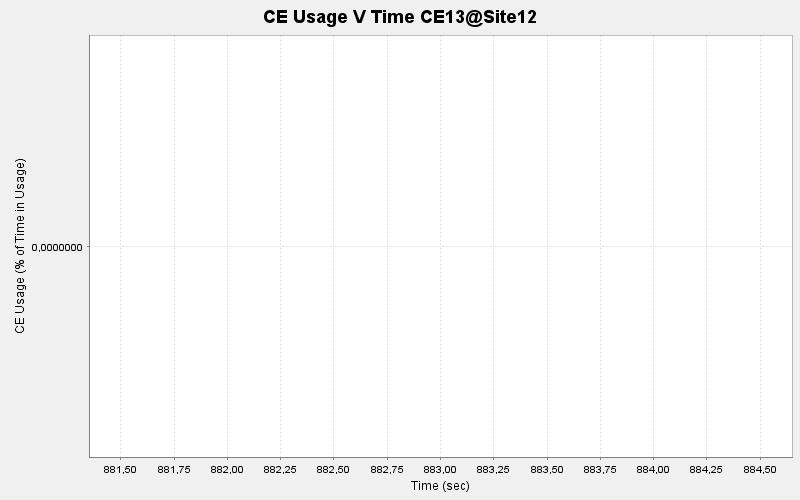 CE Usage V Time CE13@Site12
CE Usage (% of Time in Usage)
0,0000000
881,50 881,75 882,00 882,25 882,50 882,75 883,00 883,25 883,50 883,75 884,00 884,25 884,50
Time (sec)